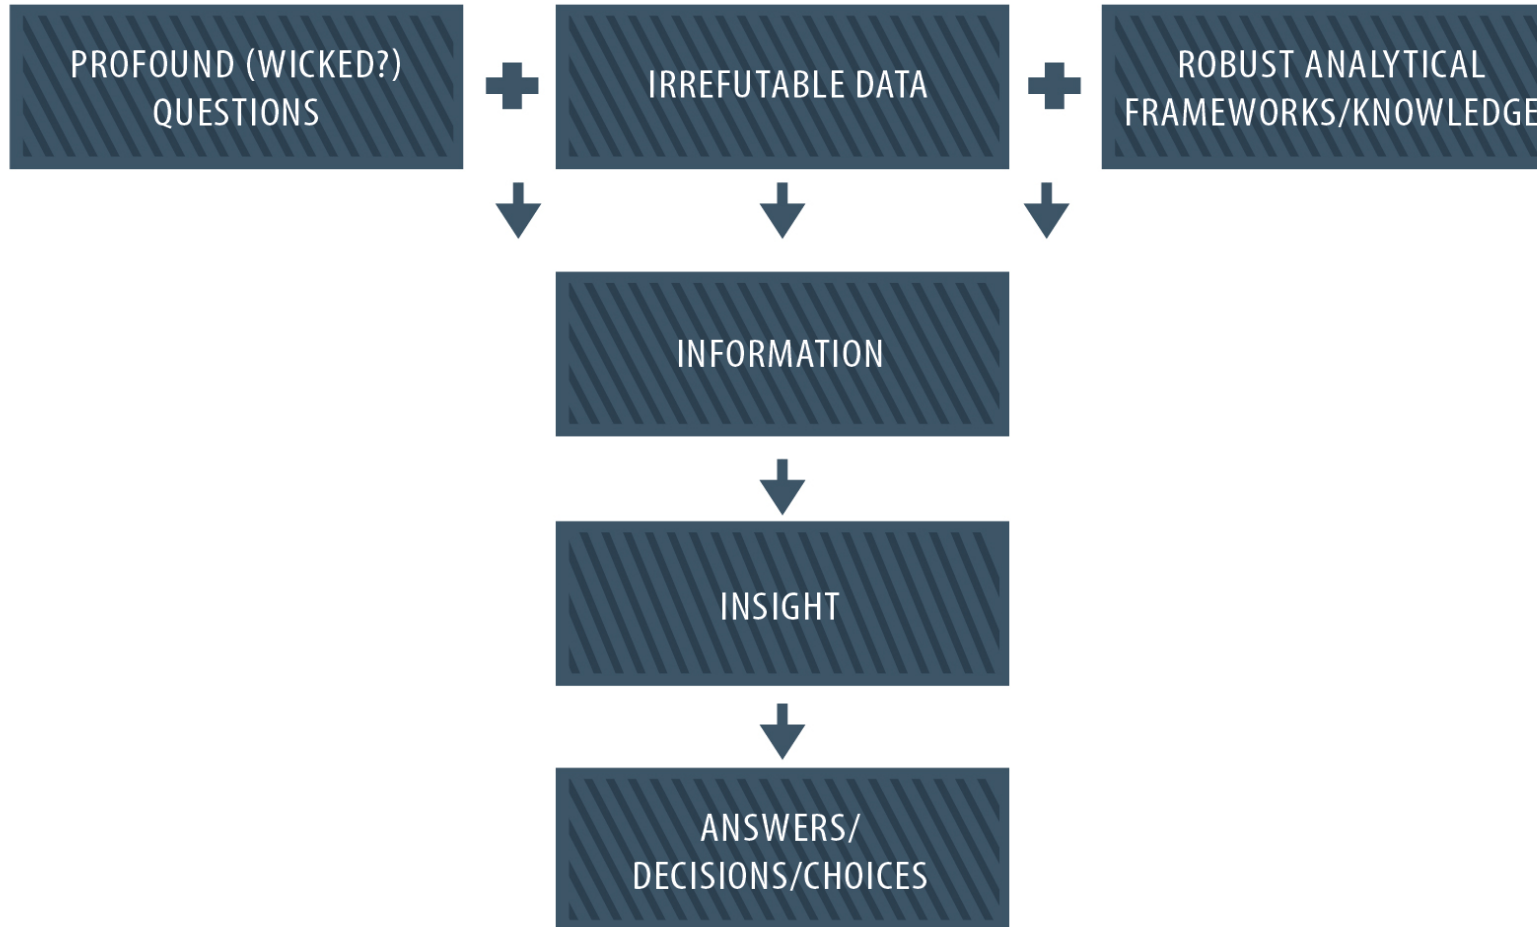 PROFOUND (WICKED?)
QUESTIONS
IRREFUTABLE DATA
ROBUST ANALYTICAL
FRAMEWORKS/KNOWLEDGE
INFORMATION
INSIGHT
ANSWERS/
DECISIONS/CHOICES